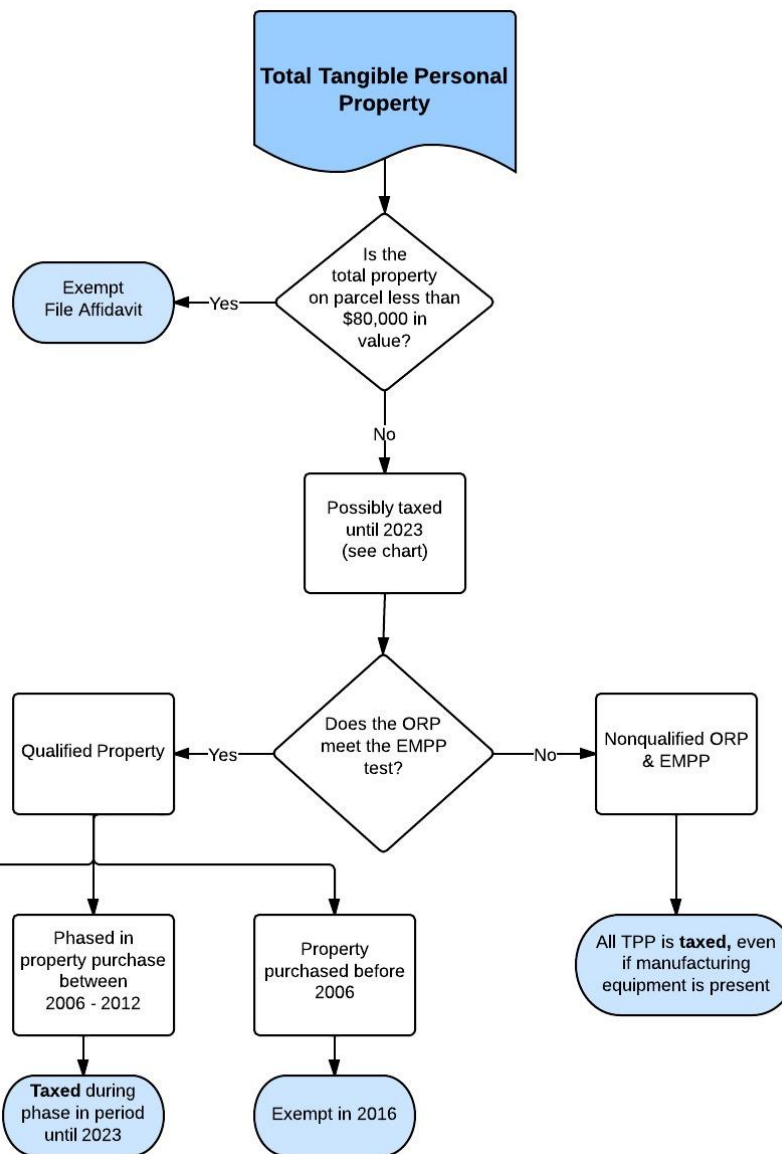 Total Tangible Personal
Property
Is the
total property
on parcel less than
$80,000 in
value?
Yes
Exempt
File Affidavit
No
Possibly taxed
until 2023
(see chart)
Does the ORP
meet the EMPP
test?
Yes
Qualified Property
No
Nonqualified ORP
& EMPP
Phased in
property purchase
between
2006 - 2012
Property
purchased before
2006
All TPP is taxed, even
if manufacturing
equipment is present
Taxed during
phase in period
until 2023
Exempt in 2016